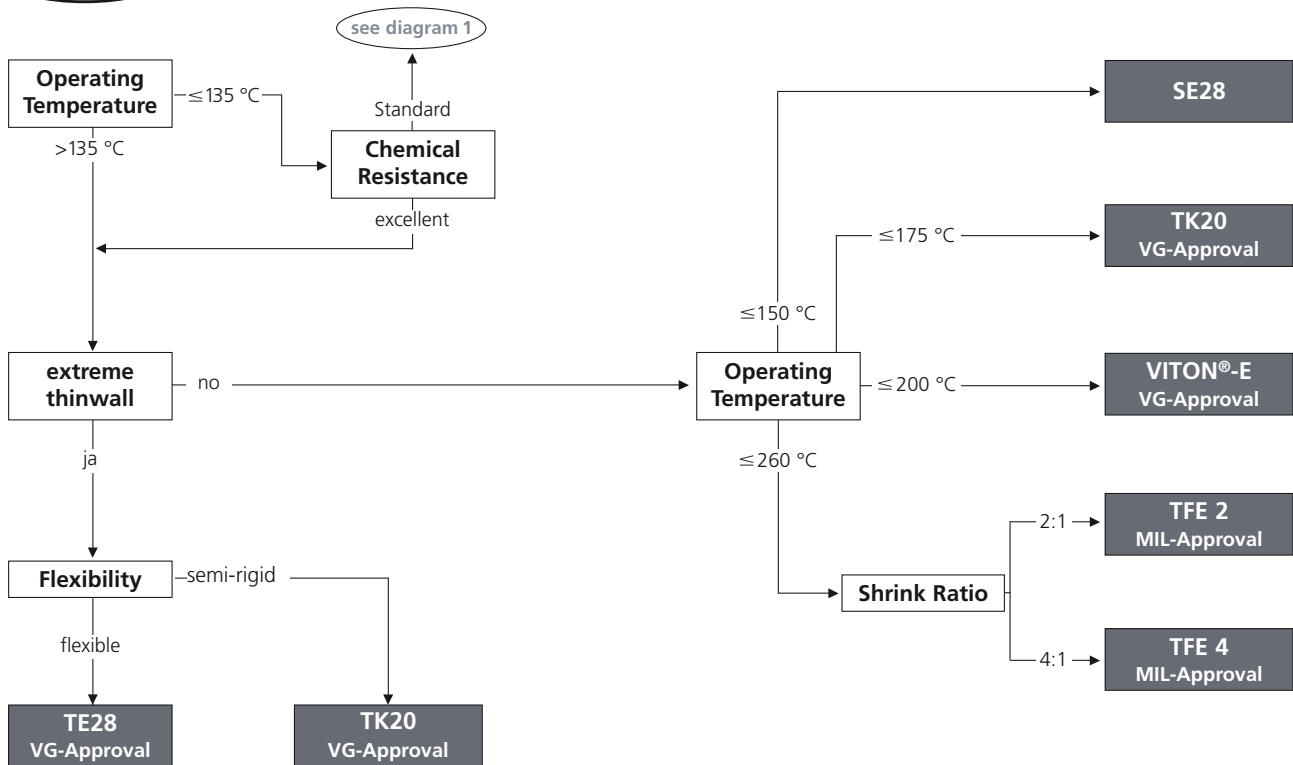 see diagram 1
Operating
Temperature
≤135 °C
>135 °C
Standard
Chemical
Resistance
excellent
SE28
TK20
VG-Approval
≤175 °C
≤150 °C
extreme
thinwall
no
Operating
Temperature
≤200 °C
VITON®-E
VG-Approval
ja
≤260 °C
TFE 2
MIL-Approval
2:1
Flexibility
semi-rigid
Shrink Ratio
flexible
4:1
TFE 4
MIL-Approval
TE28
VG-Approval
TK20
VG-Approval